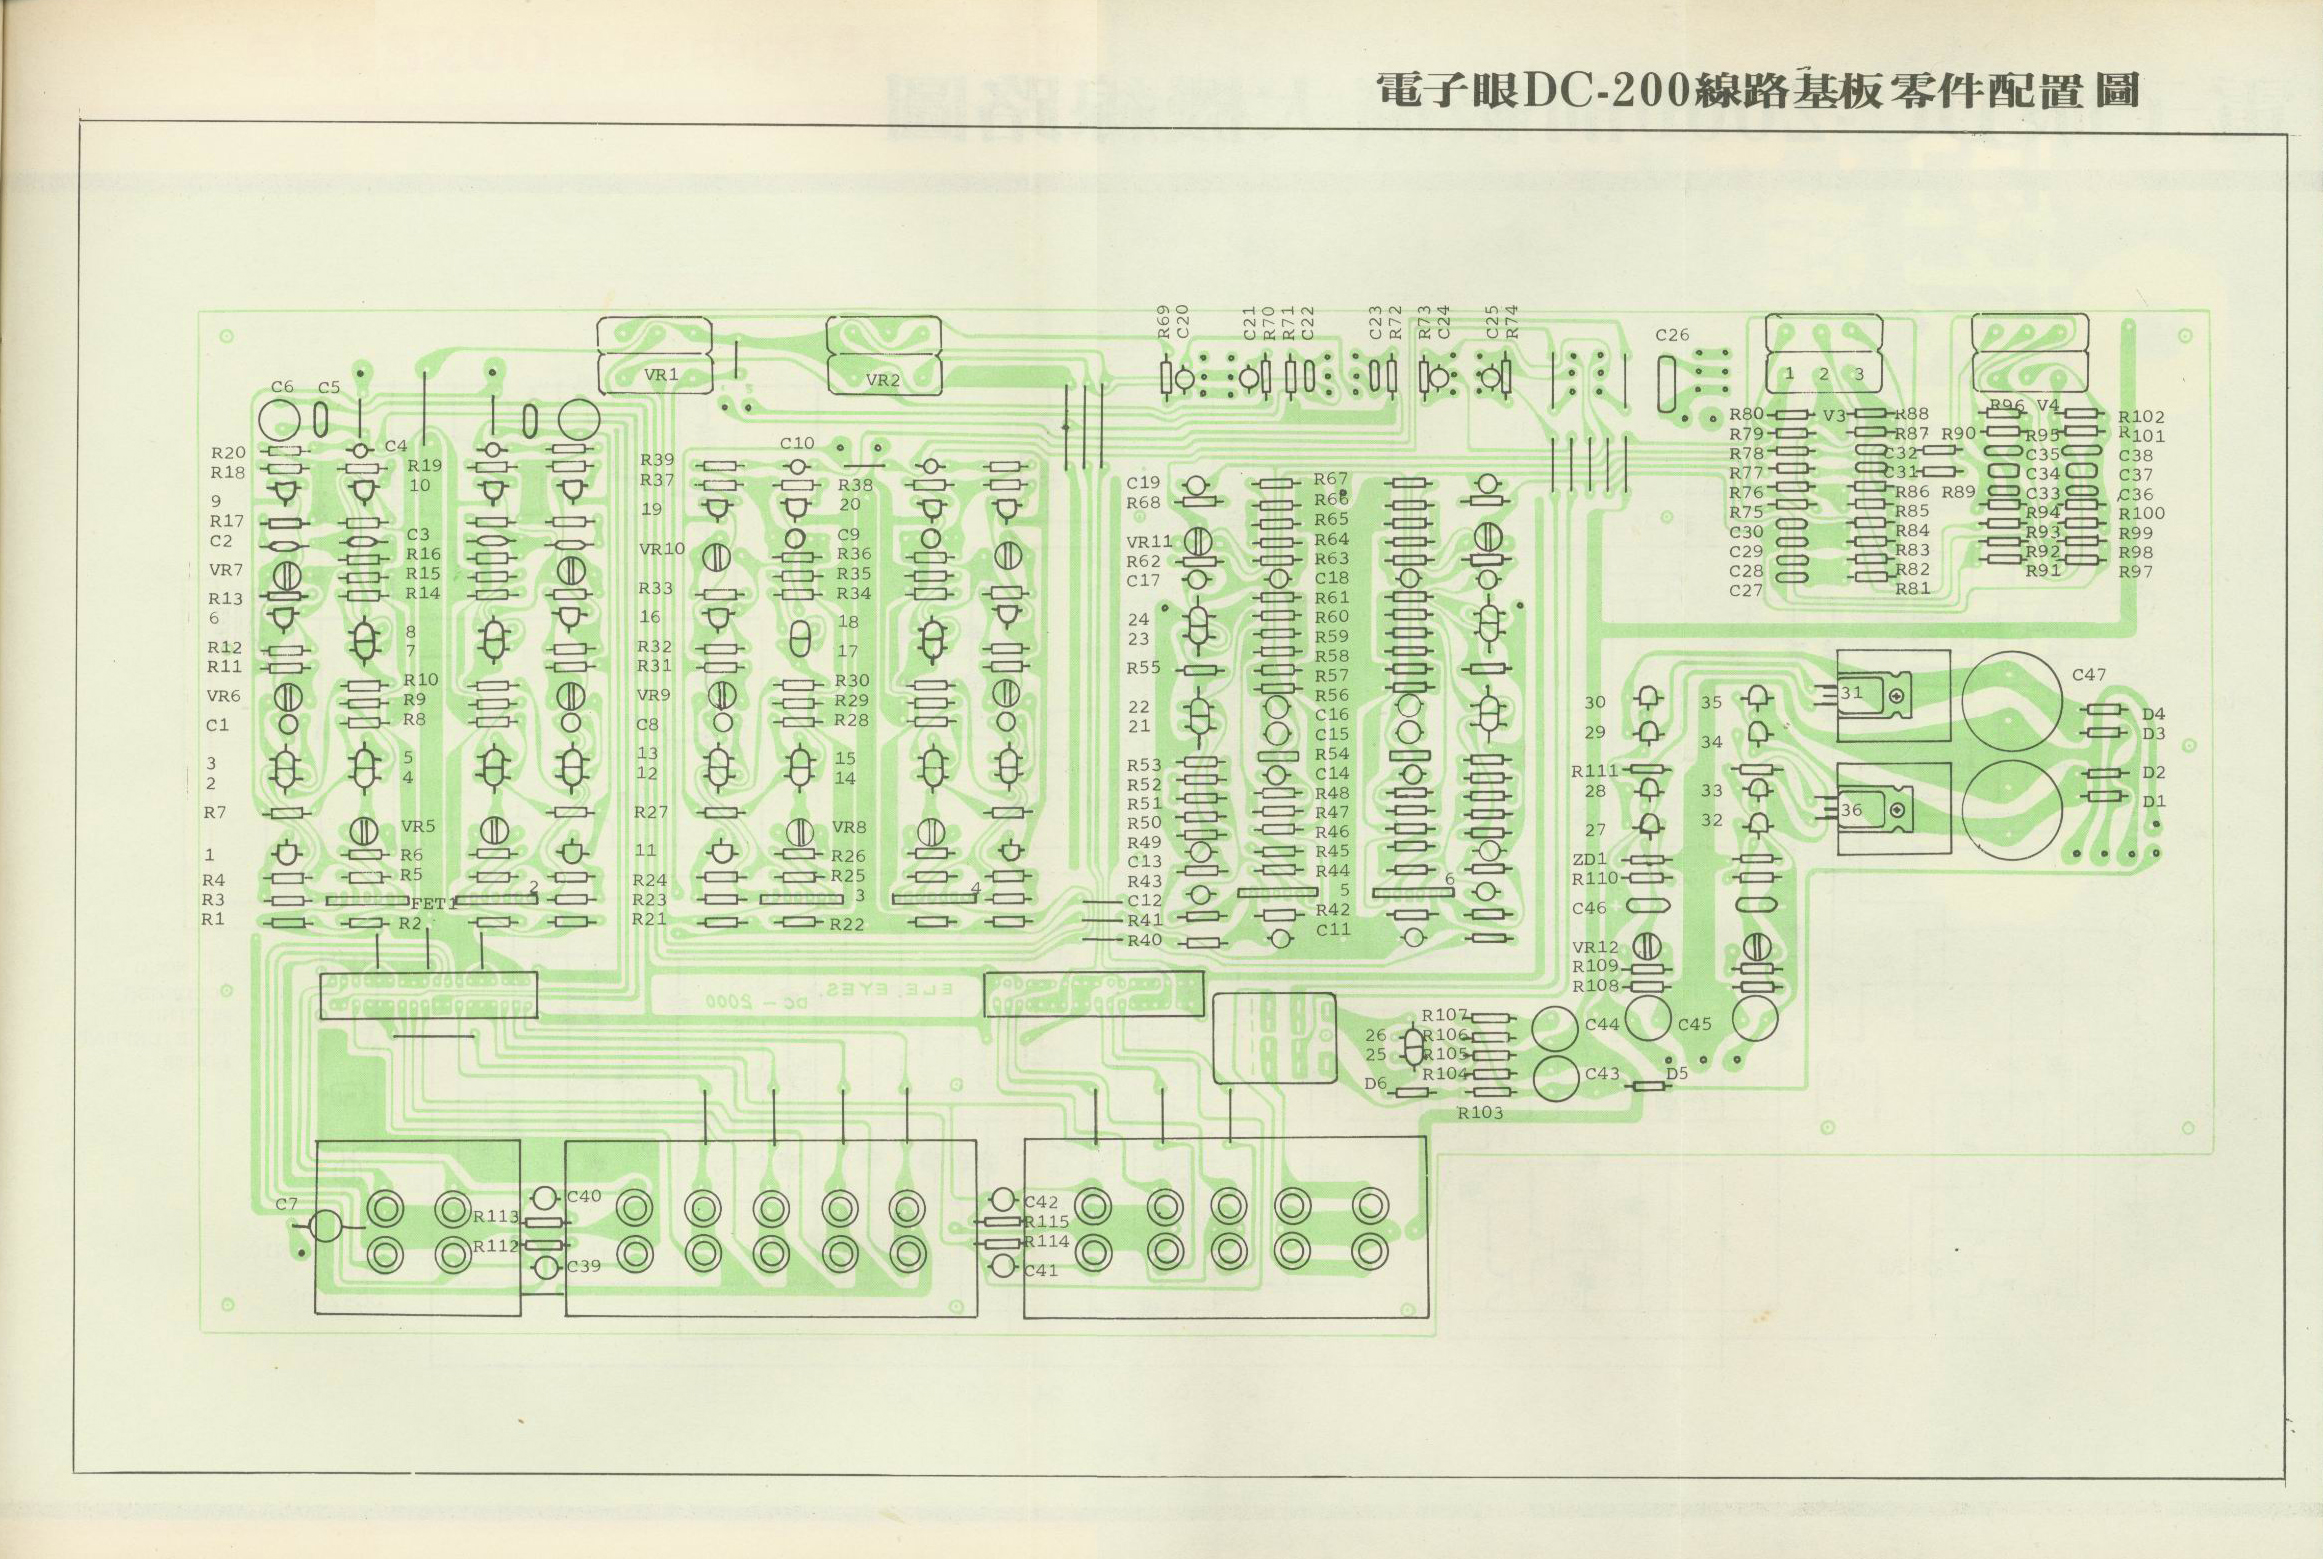 電子眼DC-200線路基板零件配置圖
R69
C20
C21
R70
R71
C22
C23
R72
R73
C24
C25
R74
C26
VR1
VR2
1 2 3
C6 C5
C4
R20
R18
9
R17
C2
VR7
R13
6
R12
R11
VR6
C1
3
2
R7
1
R4
R3
R1
R19
10
C3
R16
R15
R14
8
7
R10
R9
R8
5
4
VR5
R6
R5
FET1
R2
2
R39
R37
19
VR10
R33
16
R32
R31
VR9
C8
13
12
R27
11
R24
R23
R21
C10
R38
20
C9
R36
R35
R34
18
17
R30
R29
R28
15
14
VR8
R26
R25
3
R22
4
C19
R68
VR11
R62
C17
24
23
R55
22
21
R53
R52
R51
R50
R49
C13
R43
C12
R41
R40
R67
R66
R65
R64
R63
C18
R61
R60
R59
R58
R57
R56
C16
C15
R54
C14
R48
R47
R46
R45
R44
5
R42
C11
6
R80
R79
R78
R77
R76
R75
C30
C29
C28
C27
V3
R88
R87
C32
C31
R86
R85
R84
R83
R82
R81
R90
R89
R96 V4
R95
C35
C34
C33
R94
R93
R92
R91
R102
R101
C38
C37
C36
R100
R99
R98
R97
30
29
R111
28
27
ZD1
R110
C46
VR12
R109
R108
35
34
33
32
31
36
C47
D4
D3
D2
D1
C44
C45
C43
D5
R107
R106
R105
R104
R103
26
25
D6
ELE. EYES.
DC-2000
C7
C40
R113
R112
C39
C42
R115
R114
C41